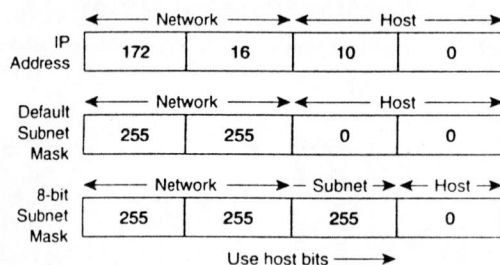 Network Host
IP Address 172 16 10 0
Network Host
Default Subnet Mask 255 255 0 0
Network Subnet Host
8-bit Subnet Mask 255 255 255 0
Use host bits